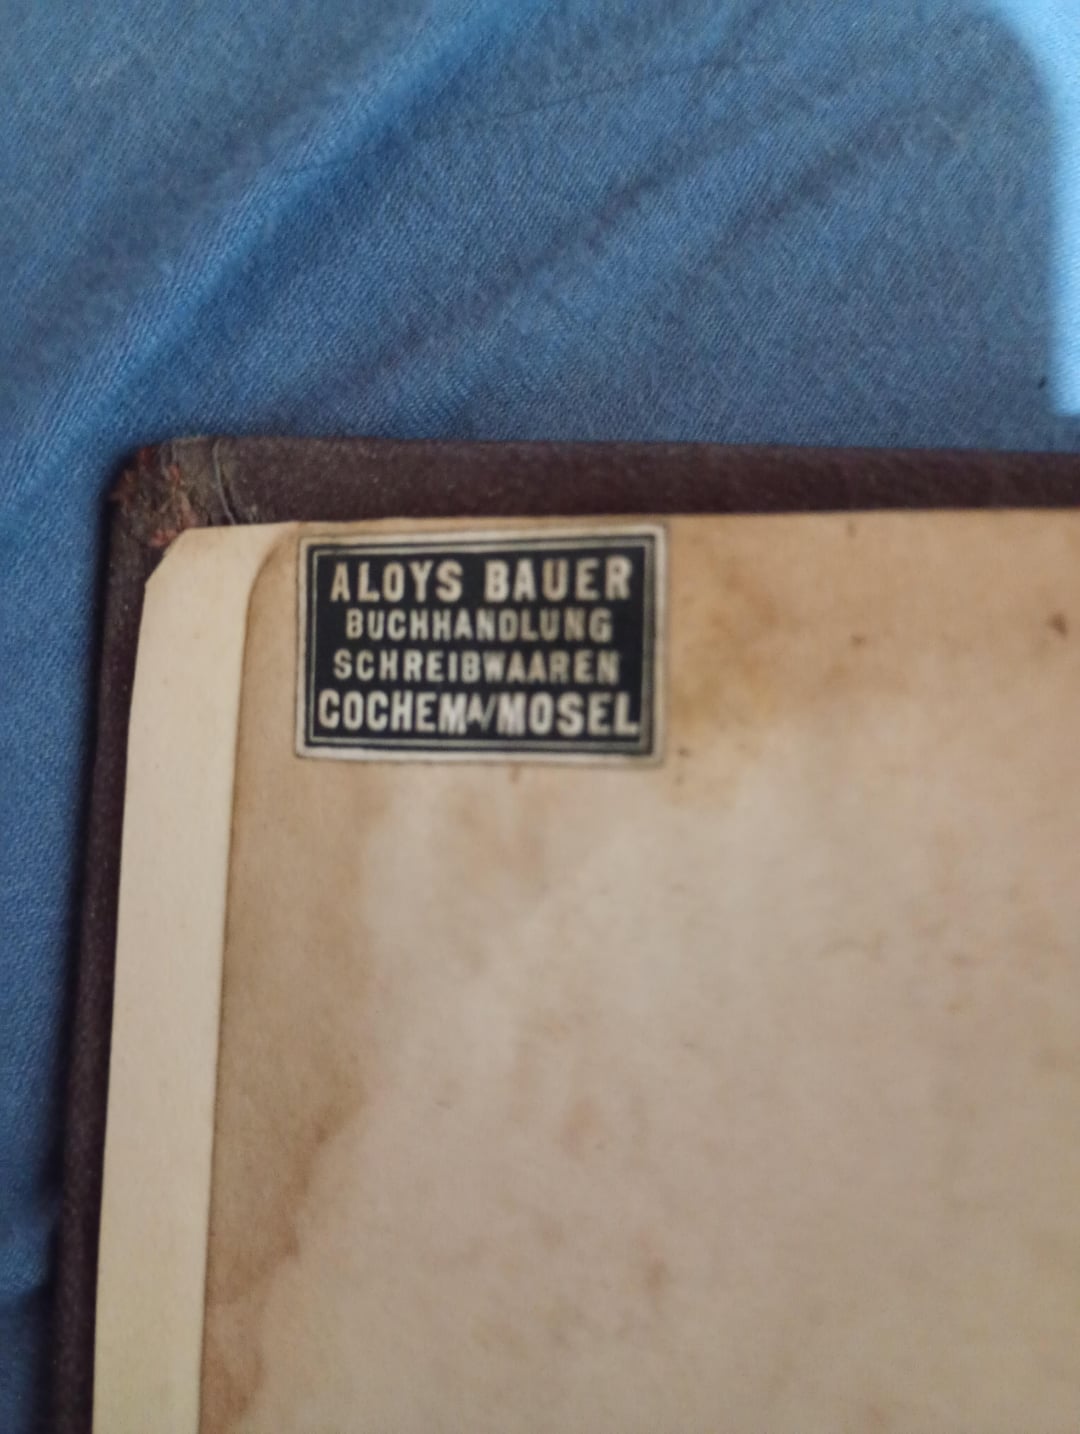 ALOYS BAUER
BUCHHANDLUNG
SCHREIBWAAREN
COCHEM A/MOSEL